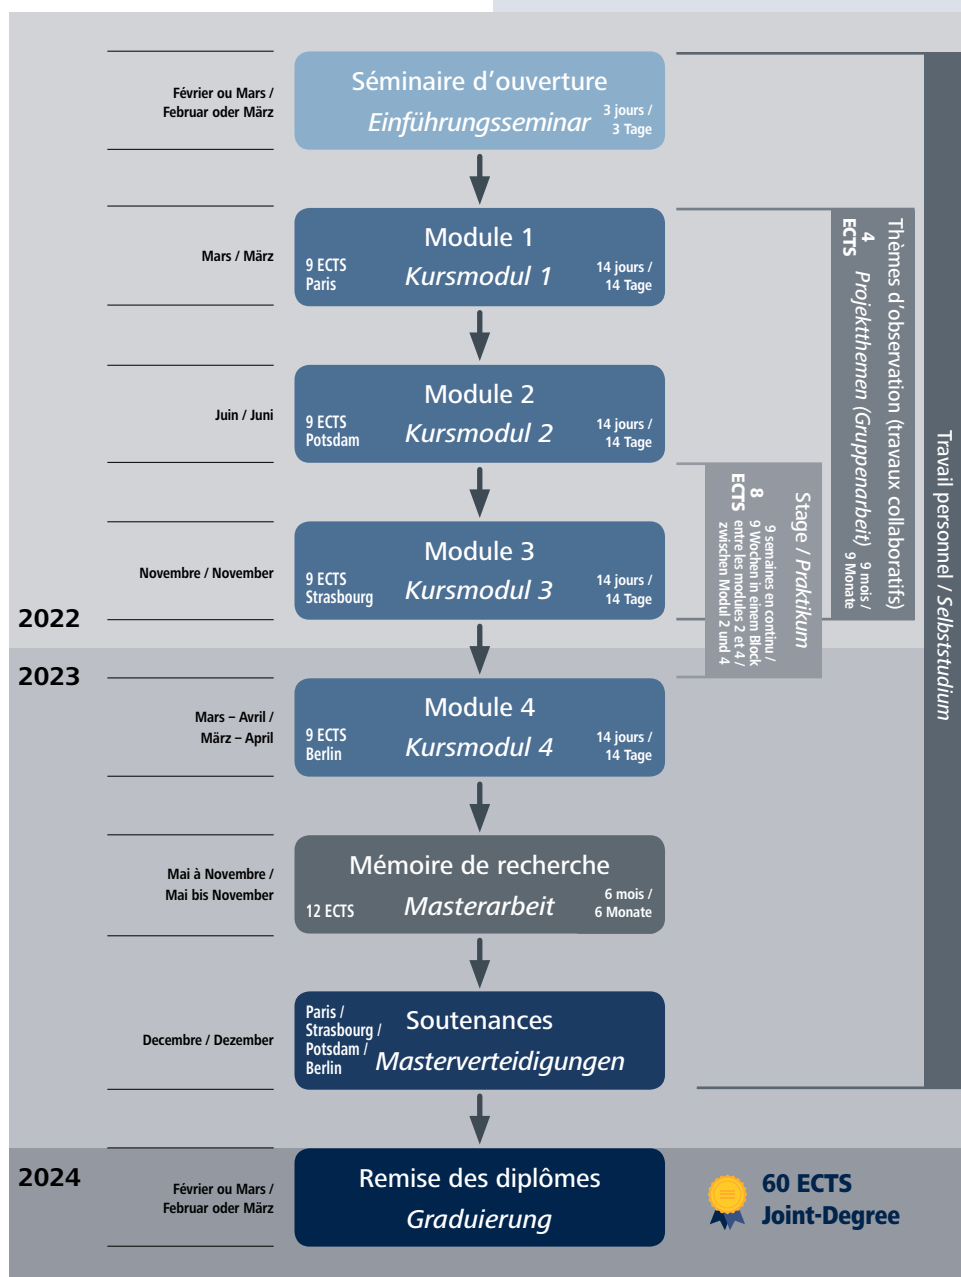 Février ou Mars /
Februar oder März
Séminaire d'ouverture
Einführungsseminar
3 jours /
3 Tage
Mars / März
Module 1
Kursmodul 1
9 ECTS
Paris
14 jours /
14 Tage
Juin / Juni
Module 2
Kursmodul 2
9 ECTS
Potsdam
14 jours /
14 Tage
Novembre / November
Module 3
Kursmodul 3
9 ECTS
Strasbourg
14 jours /
14 Tage
2022
2023
Mars – Avril /
März – April
Module 4
Kursmodul 4
9 ECTS
Berlin
14 jours /
14 Tage
Mai à Novembre /
Mai bis November
Mémoire de recherche
Masterarbeit
12 ECTS
6 mois /
6 Monate
Decembre / Dezember
Paris /
Strasbourg /
Potsdam /
Berlin
Soutenances
Masterverteidigungen
2024
Février ou Mars /
Februar oder März
Remise des diplômes
Graduierung
60 ECTS
Joint-Degree
Stage / Praktikum
8
ECTS
9 semaines en continu /
9 Wochen in einem Block
entre les modules 2 et 4 /
zwischen Modul 2 und 4
Thèmes d'observation (travaux collaboratifs)
4
ECTS
Projektthemen (Gruppenarbeit)
9 mois /
9 Monate
Travail personnel / Selbststudium